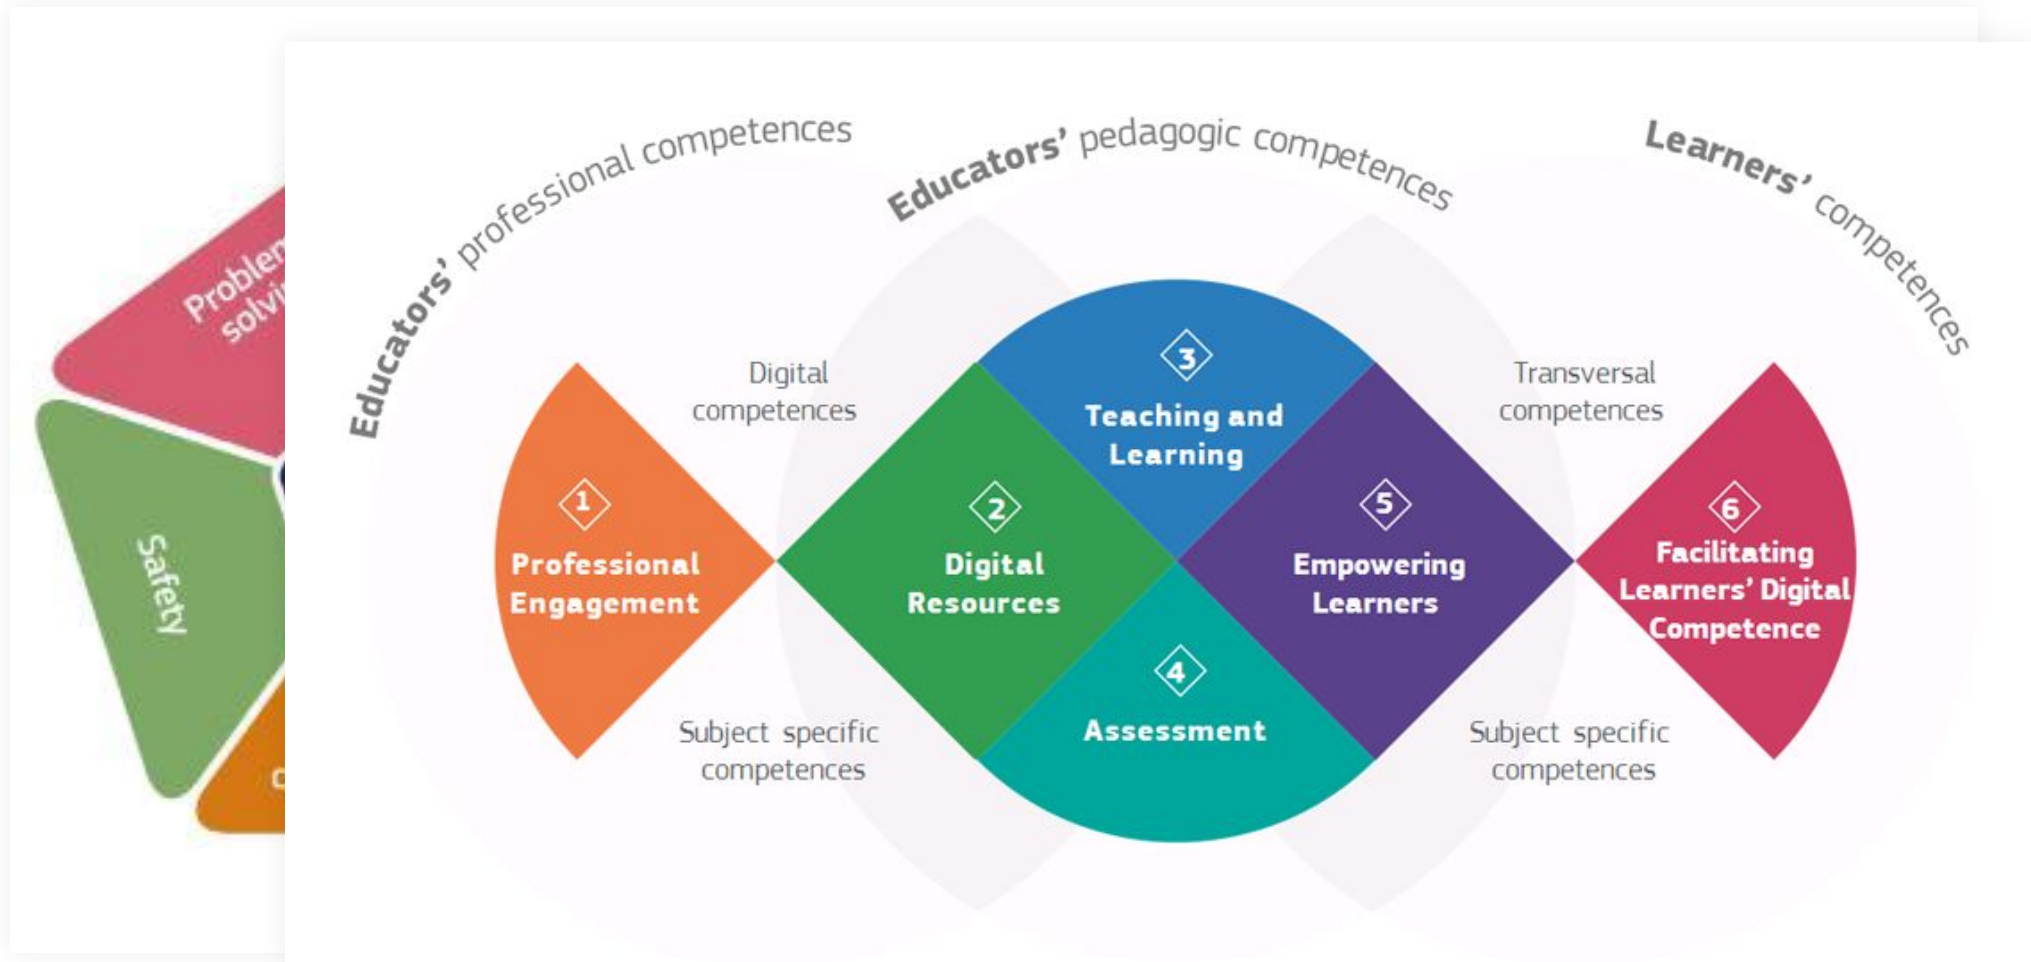 Educators' professional competences
Educators' pedagogic competences
Learners' competences
Safety
Digital
competences
Transversal
competences
1
Professional
Engagement
2
Digital
Resources
3
Teaching and
Learning
4
Assessment
5
Empowering
Learners
6
Facilitating
Learners' Digital
Competence
Subject specific
competences
Subject specific
competences